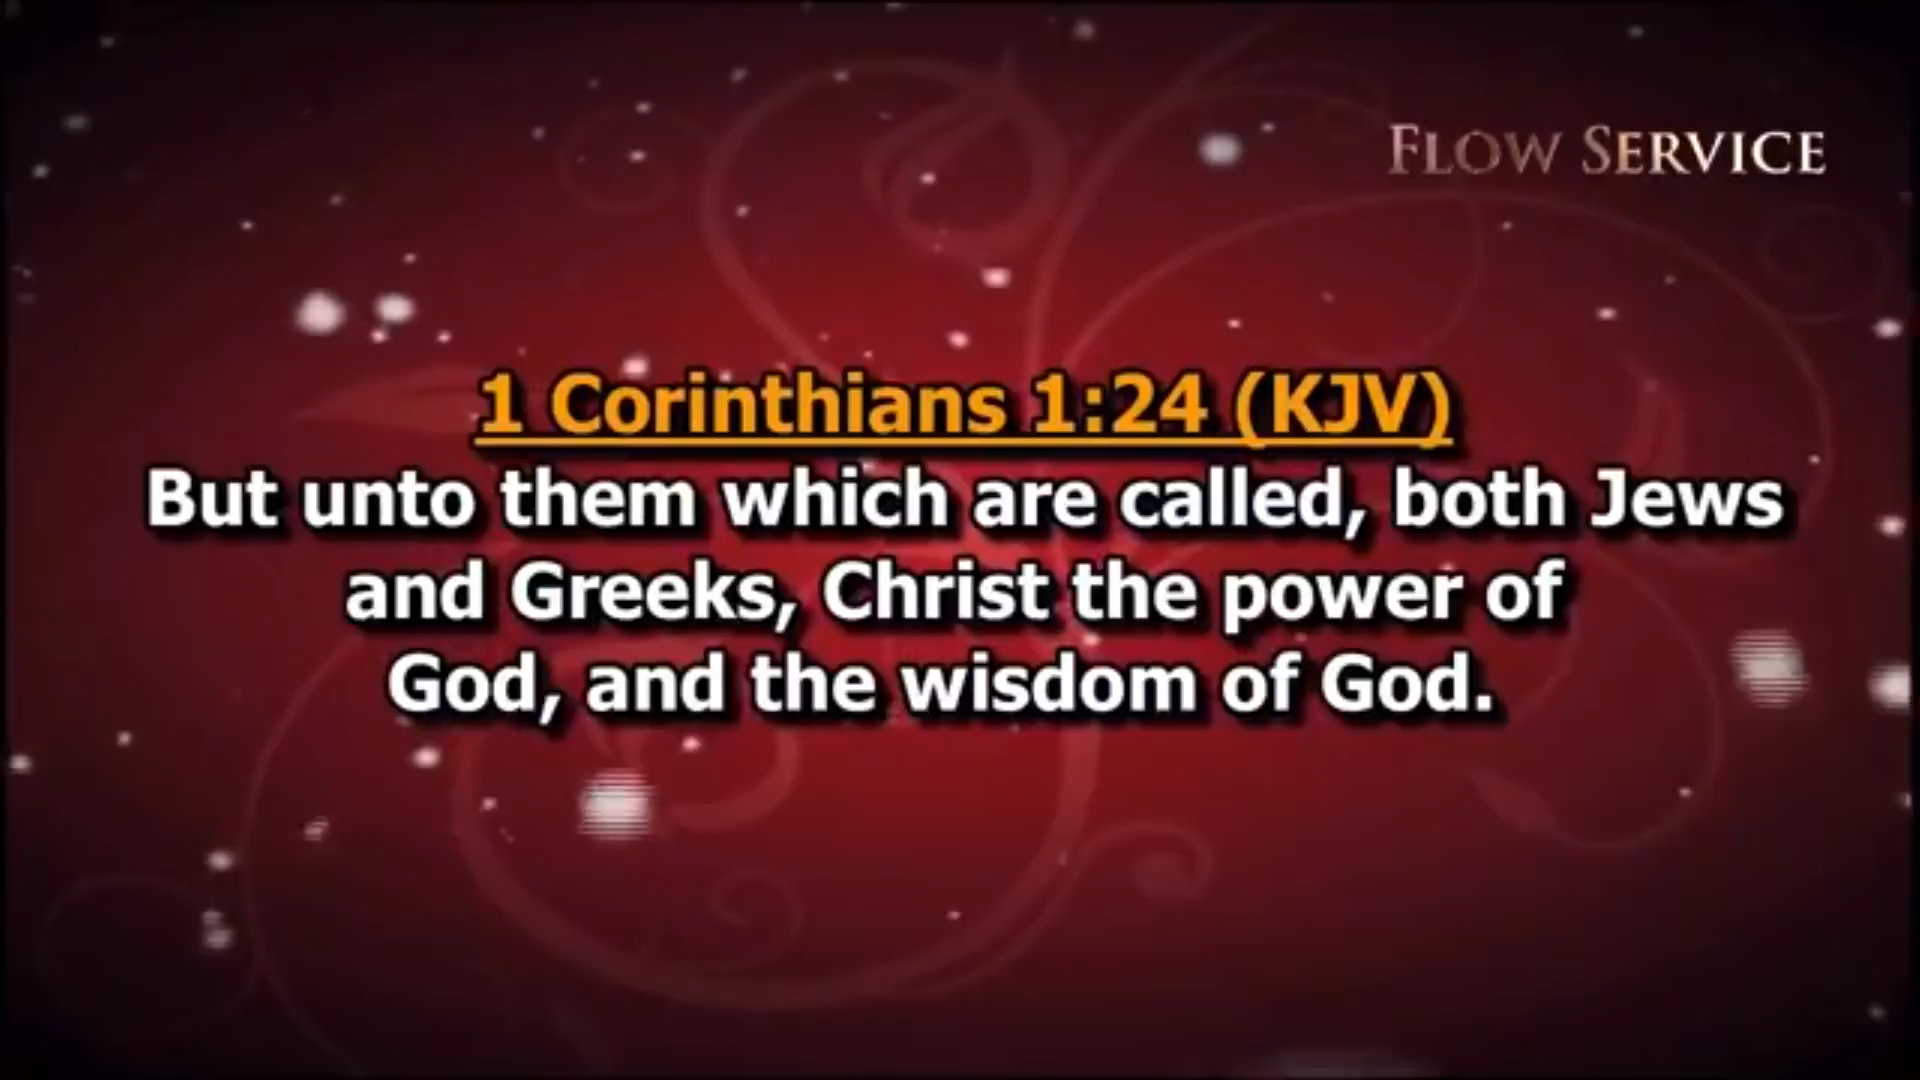 FLOW SERVICE
1 Corinthians 1:24 (KJV)
But unto them which are called, both Jews
and Greeks, Christ the power of
God, and the wisdom of God.